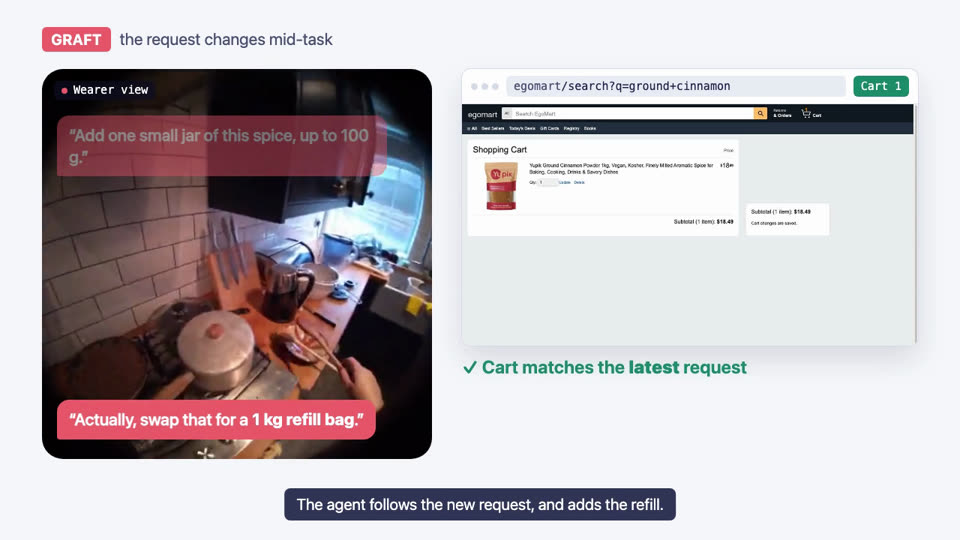 GRAFT the request changes mid-task
Wearer view
“Add one small jar of this spice, up to 100
g.”
“Actually, swap that for a 1 kg refill bag.”
egomart/search?q=ground+cinnamon
Cart 1
egomart
All
Search EgoMart
Returns
& Orders
Cart
All Best Sellers Today's Deals Gift Cards Registry Books
Shopping Cart
Price
Yupik
Yupik Ground Cinnamon Powder 1kg, Vegan, Kosher, Finely Milled Aromatic Spice for
Baking, Cooking, Drinks & Savory Dishes
Qty: 1 Update Delete
Subtotal (1 item): $18.49
Subtotal (1 item): $18.49
Cart changes are saved.
✓ Cart matches the latest request
The agent follows the new request, and adds the refill.